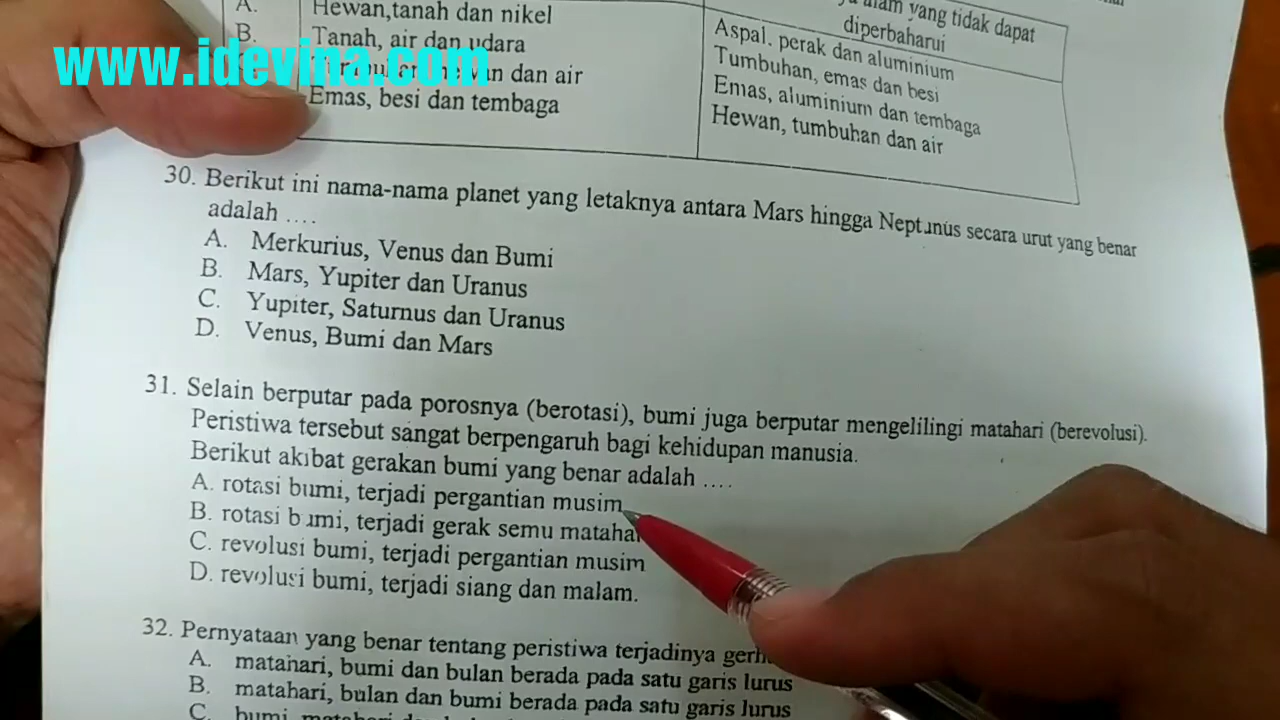 www.idevina.com
A. Hewan, tanah dan nikel
B. Tanah, air dan udara
dan air
Emas, besi dan tembaga
alam yang tidak dapat
diperbaharui
Aspal. perak dan aluminium
Tumbuhan, emas dan besi
Emas, aluminium dan tembaga
Hewan, tumbuhan dan air
30. Berikut ini nama-nama planet yang letaknya antara Mars hingga Neptunus secara urut yang benar
adalah ....
A. Merkurius, Venus dan Bumi
B. Mars, Yupiter dan Uranus
C. Yupiter, Saturnus dan Uranus
D. Venus, Bumi dan Mars
31. Selain berputar pada porosnya (berotasi), bumi juga berputar mengelilingi matahari (berevolusi).
Peristiwa tersebut sangat berpengaruh bagi kehidupan manusia.
Berikut akibat gerakan bumi yang benar adalah ....
A. rotasi bumi, terjadi pergantian musim
B. rotasi bumi, terjadi gerak semu
C. revolusi bumi, terjadi pergantian musim
D. revolusi bumi, terjadi siang dan malam.
32. Pernyataan yang benar tentang peristiwa terjadinya
A. matahari, bumi dan bulan berada pada satu garis lurus
B. matahari, bulan dan bumi berada pada satu garis lurus
C. bumi,